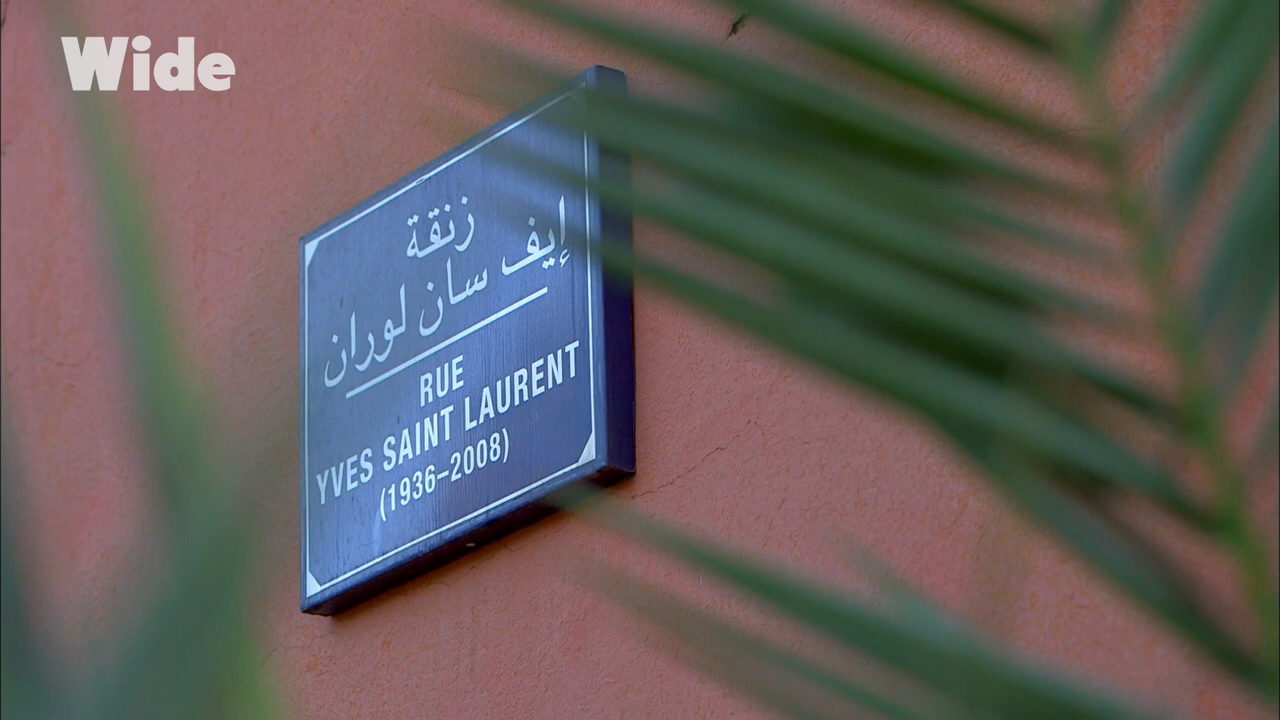 Wide
زنقة
إيف سان لوران
RUE
YVES SAINT LAURENT
(1936–2008)